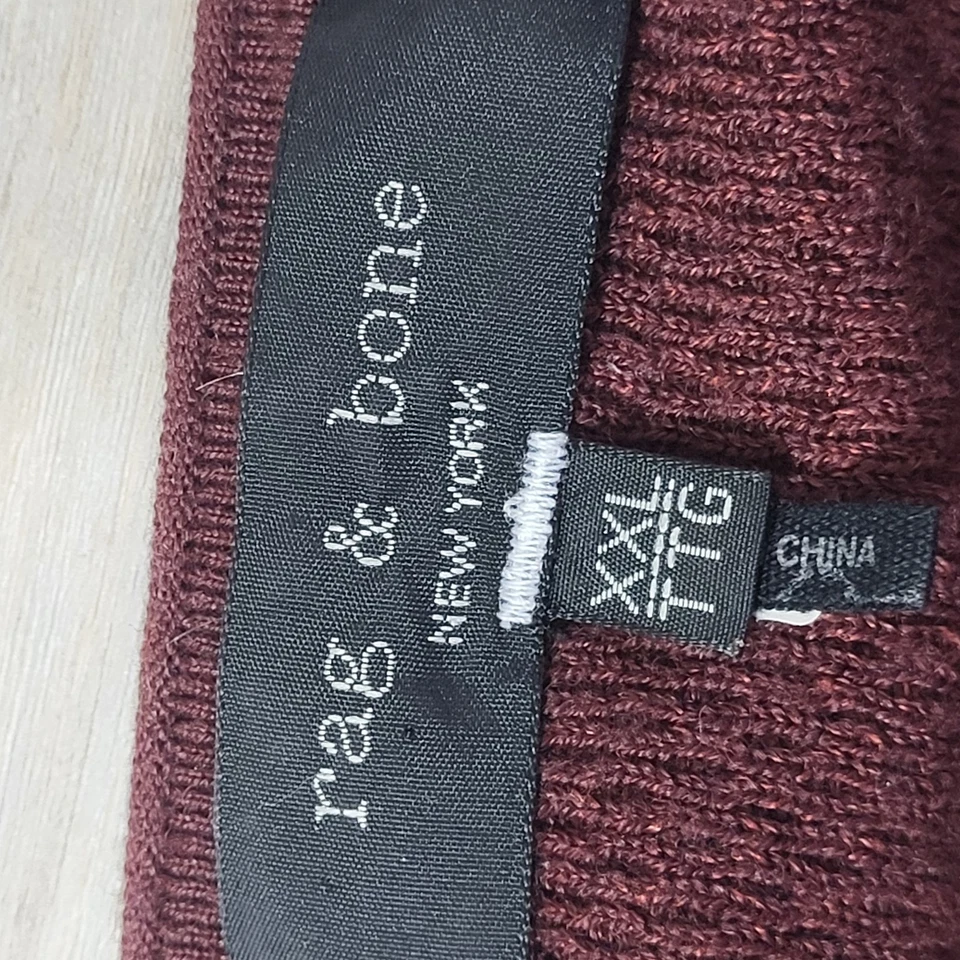 rag & bone
NEW YORK
XXL
TTG
CHINA